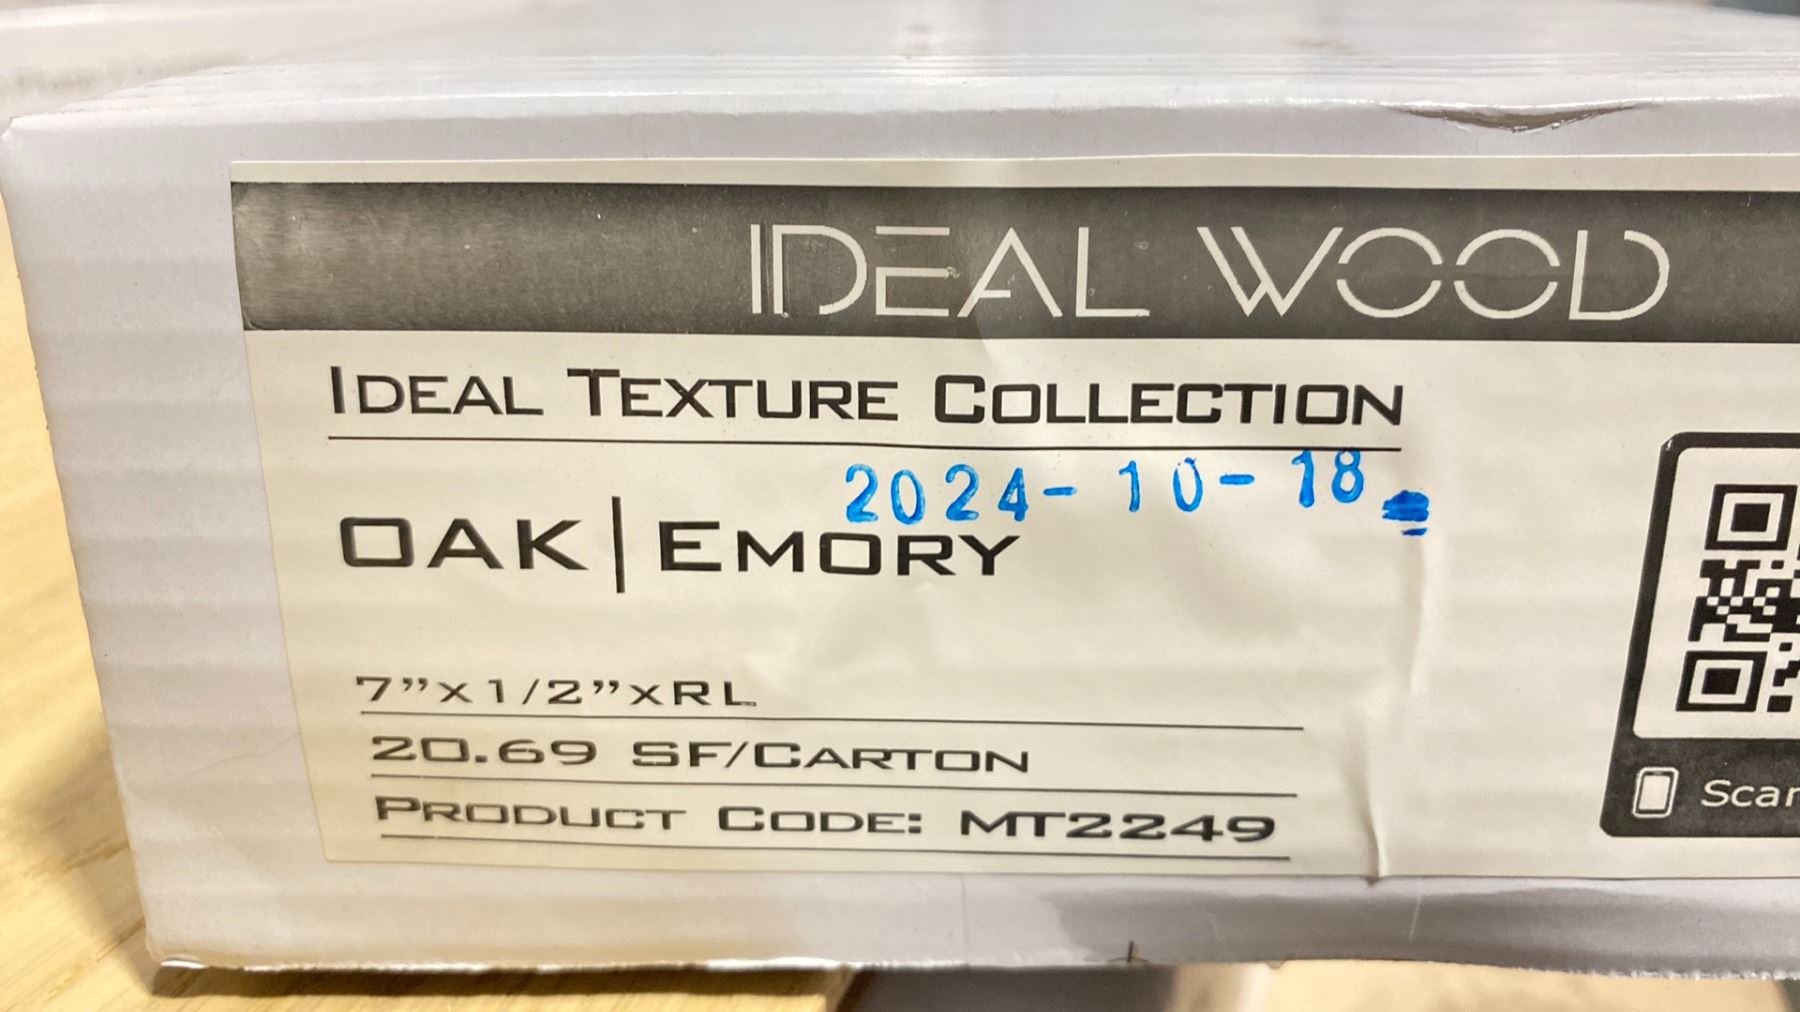 IDEAL WOOD
IDEAL TEXTURE COLLECTION
2024-10-18
OAK | EMORY
7”x1/2”xRL
20.69 SF/CARTON
PRODUCT CODE: MT2249